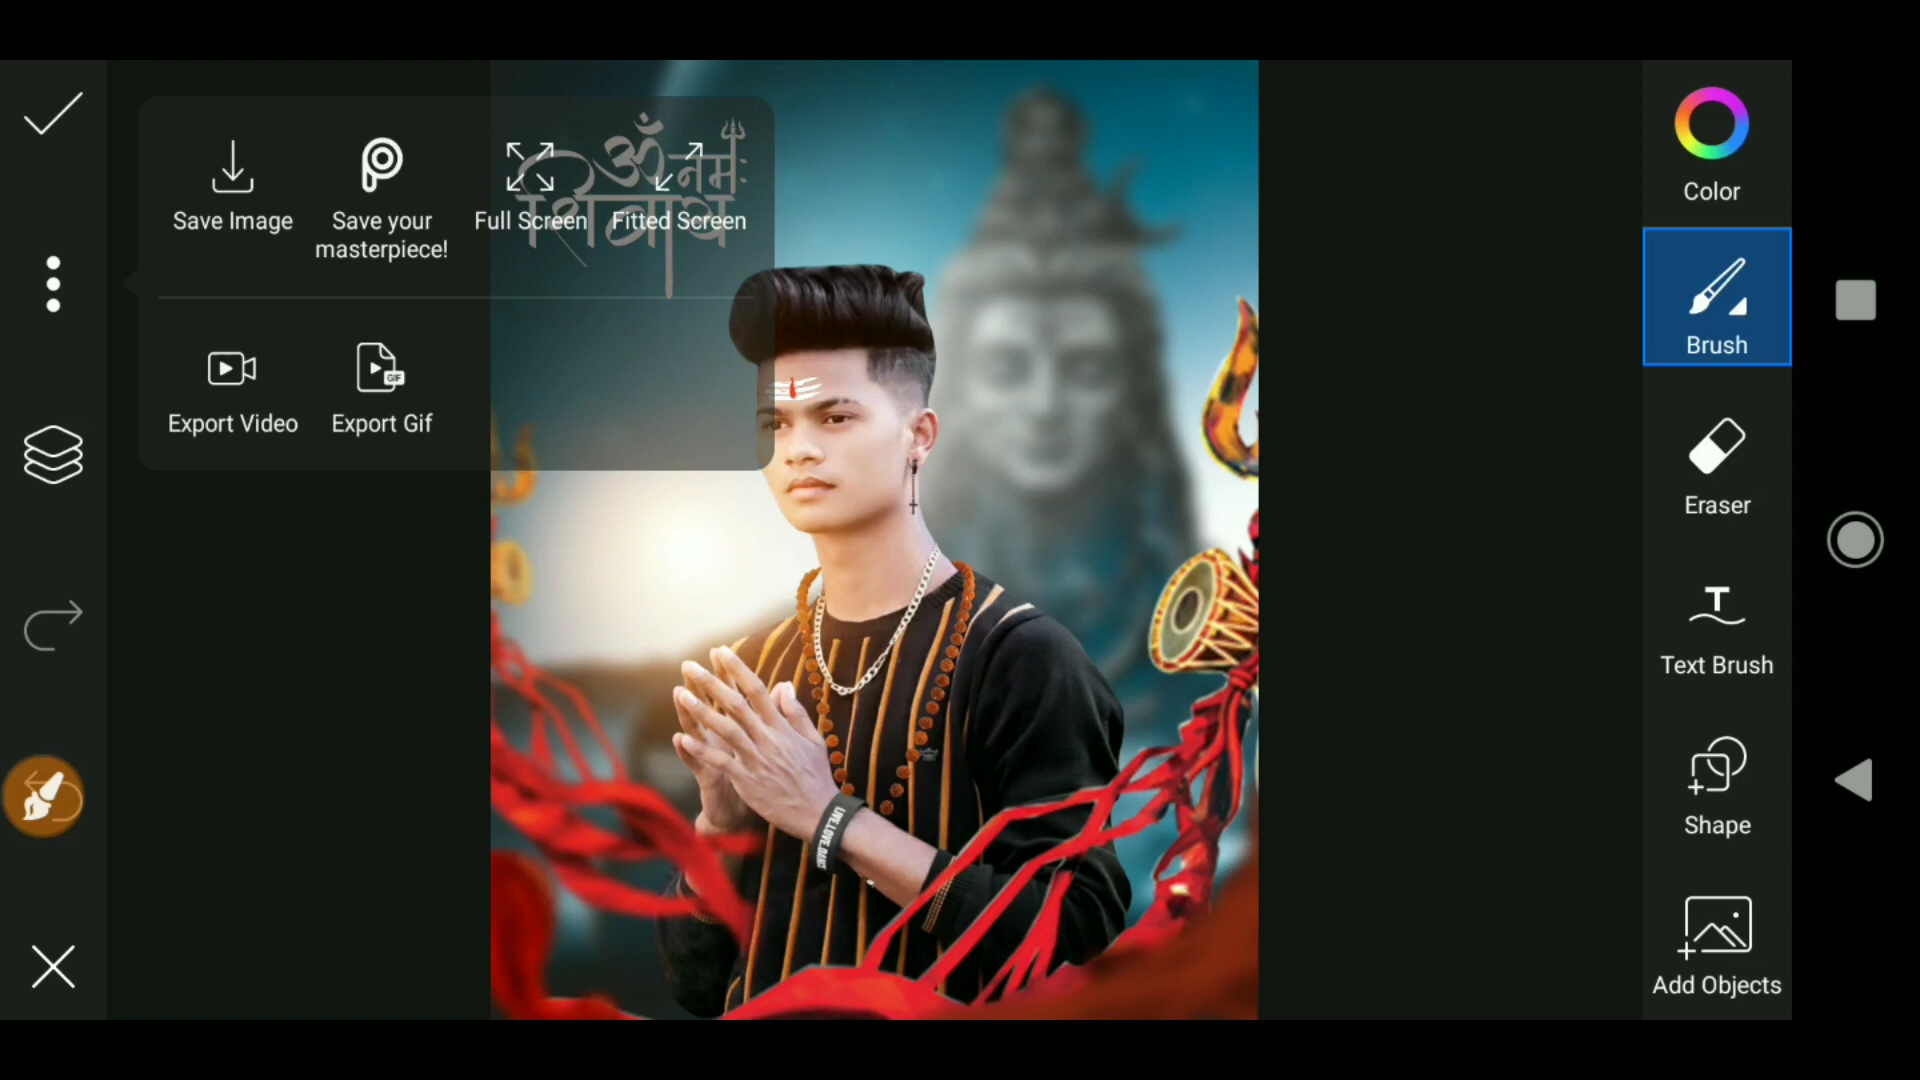 Save Image
Save your
masterpiece!
Full Screen
Fitted Screen
ॐ नमः
शिवाय
Export Video
Export Gif
GIF
Color
Brush
Eraser
T
Text Brush
Shape
Add Objects